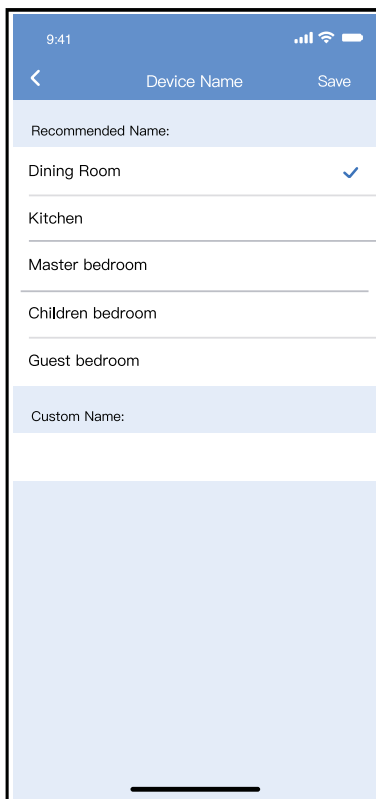 9:41
Device Name Save
Recommended Name:
Dining Room
Kitchen
Master bedroom
Children bedroom
Guest bedroom
Custom Name: